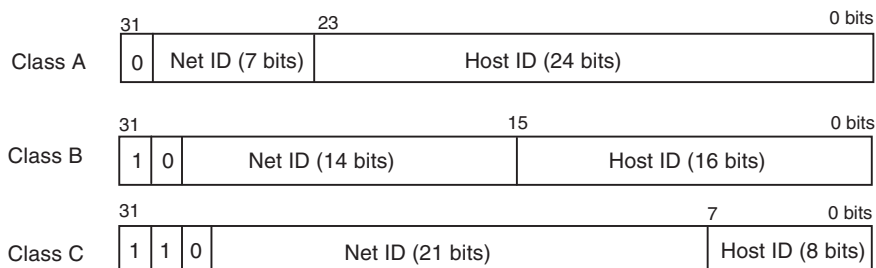 31 23 0 bits
Class A 0 Net ID (7 bits) Host ID (24 bits)
31 15 0 bits
Class B 1 0 Net ID (14 bits) Host ID (16 bits)
31 7 0 bits
Class C 1 1 0 Net ID (21 bits) Host ID (8 bits)